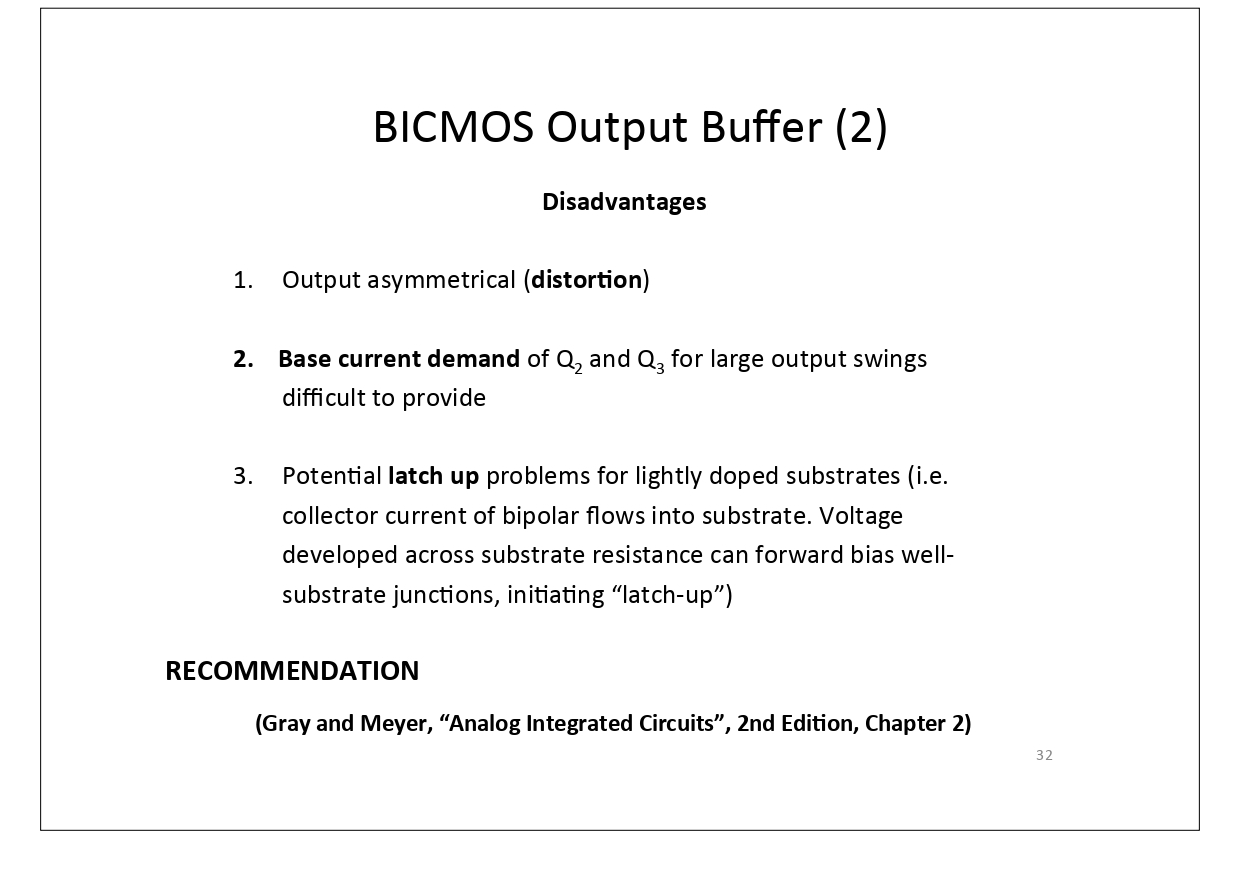 BICMOS Output Buffer (2)
Disadvantages
1. Output asymmetrical (distortion)
2. Base current demand of Q2 and Q3 for large output swings
difficult to provide
3. Potential latch up problems for lightly doped substrates (i.e.
collector current of bipolar flows into substrate. Voltage
developed across substrate resistance can forward bias well-
substrate junctions, initiating “latch-up”)
RECOMMENDATION
(Gray and Meyer, “Analog Integrated Circuits”, 2nd Edition, Chapter 2)
32